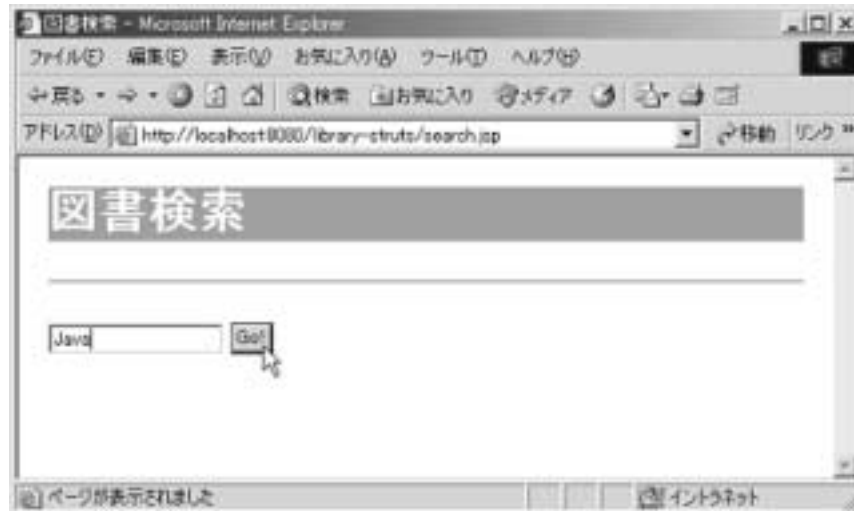 図書検索 - Microsoft Internet Explorer
ファイル(F) 編集(E) 表示(V) お気に入り(A) ツール(T) ヘルプ(H)
戻る 検索 お気に入り メディア
アドレス(D) http://localhost:8080/library-struts/search.jsp 移動 リンク »
図書検索
Java Go!
ページが表示されました イントラネット